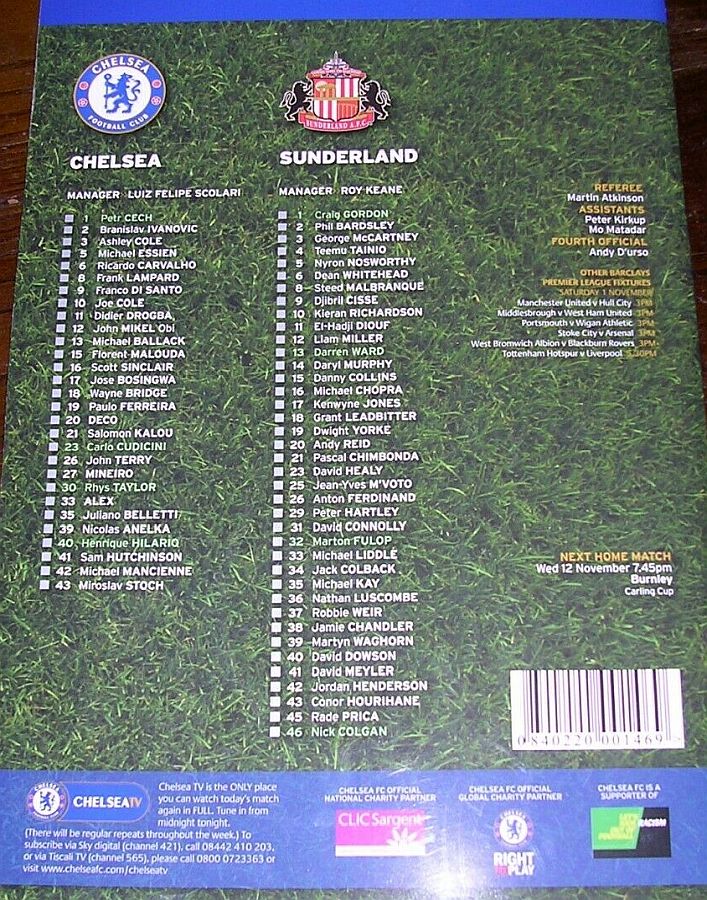 CHELSEA
FOOTBALL CLUB
SUNDERLAND A.F.C.
CHELSEA
MANAGER LUIZ FELIPE SCOLARI
1 Petr CECH
2 Branislav IVANOVIC
3 Ashley COLE
5 Michael ESSIEN
6 Ricardo CARVALHO
8 Frank LAMPARD
9 Franco DI SANTO
10 Joe COLE
11 Didier DROGBA
12 John MIKEL Obi
13 Michael BALLACK
15 Florent MALOUDA
16 Scott SINCLAIR
17 Jose BOSINGWA
18 Wayne BRIDGE
19 Paulo FERREIRA
20 DECO
21 Salomon KALOU
23 Carlo CUDICINI
26 John TERRY
27 MINEIRO
30 Rhys TAYLOR
33 ALEX
35 Juliano BELLETTI
39 Nicolas ANELKA
40 Henrique HILARIO
41 Sam HUTCHINSON
42 Michael MANCIENNE
43 Miroslav STOCH
SUNDERLAND
MANAGER ROY KEANE
1 Craig GORDON
2 Phil BARDSLEY
3 George McCARTNEY
4 Teemu TAINIO
5 Nyron NOSWORTHY
6 Dean WHITEHEAD
8 Steed MALBRANQUE
9 Djibril CISSE
10 Kieran RICHARDSON
11 El-Hadji DIOUF
12 Liam MILLER
13 Darren WARD
14 Daryl MURPHY
15 Danny COLLINS
16 Michael CHOPRA
17 Kenwyne JONES
18 Grant LEADBITTER
19 Dwight YORKE
20 Andy REID
21 Pascal CHIMBONDA
23 David HEALY
25 Jean-Yves M'VOTO
26 Anton FERDINAND
29 Peter HARTLEY
31 David CONNOLLY
32 Marton FULOP
33 Michael LIDDLE
34 Jack COLBACK
35 Michael KAY
36 Nathan LUSCOMBE
37 Robbie WEIR
38 Jamie CHANDLER
39 Martyn WAGHORN
40 David DOWSON
41 David MEYLER
42 Jordan HENDERSON
43 Conor HOURIHANE
45 Rade PRICA
46 Nick COLGAN
REFEREE
Martin Atkinson
ASSISTANTS
Peter Kirkup
Mo Matadar
FOURTH OFFICIAL
Andy D'urso
OTHER BARCLAYS
PREMIER LEAGUE FIXTURES
SATURDAY 1 NOVEMBER
Manchester United v Hull City 3PM
Middlesbrough v West Ham United 3PM
Portsmouth v Wigan Athletic 3PM
Stoke City v Arsenal 3PM
West Bromwich Albion v Blackburn Rovers 3PM
Tottenham Hotspur v Liverpool 5.30PM
NEXT HOME MATCH
Wed 12 November 7.45pm
Burnley
Carling Cup
0 840220 001469
CHELSEATV
Chelsea TV is the ONLY place
you can watch today's match
again in FULL. Tune in from
midnight tonight.
(There will be regular repeats throughout the week.) To
subscribe via Sky digital (channel 421), call 08442 410 203,
or via Tiscali TV (channel 565), please call 0800 0723363 or
visit www.chelseafc.com/chelseatv
CHELSEA FC OFFICIAL
NATIONAL CHARITY PARTNER
CLIC Sargent
CHELSEA FC OFFICIAL
GLOBAL CHARITY PARTNER
RIGHT
TO PLAY
CHELSEA FC IS A
SUPPORTER OF
RACISM